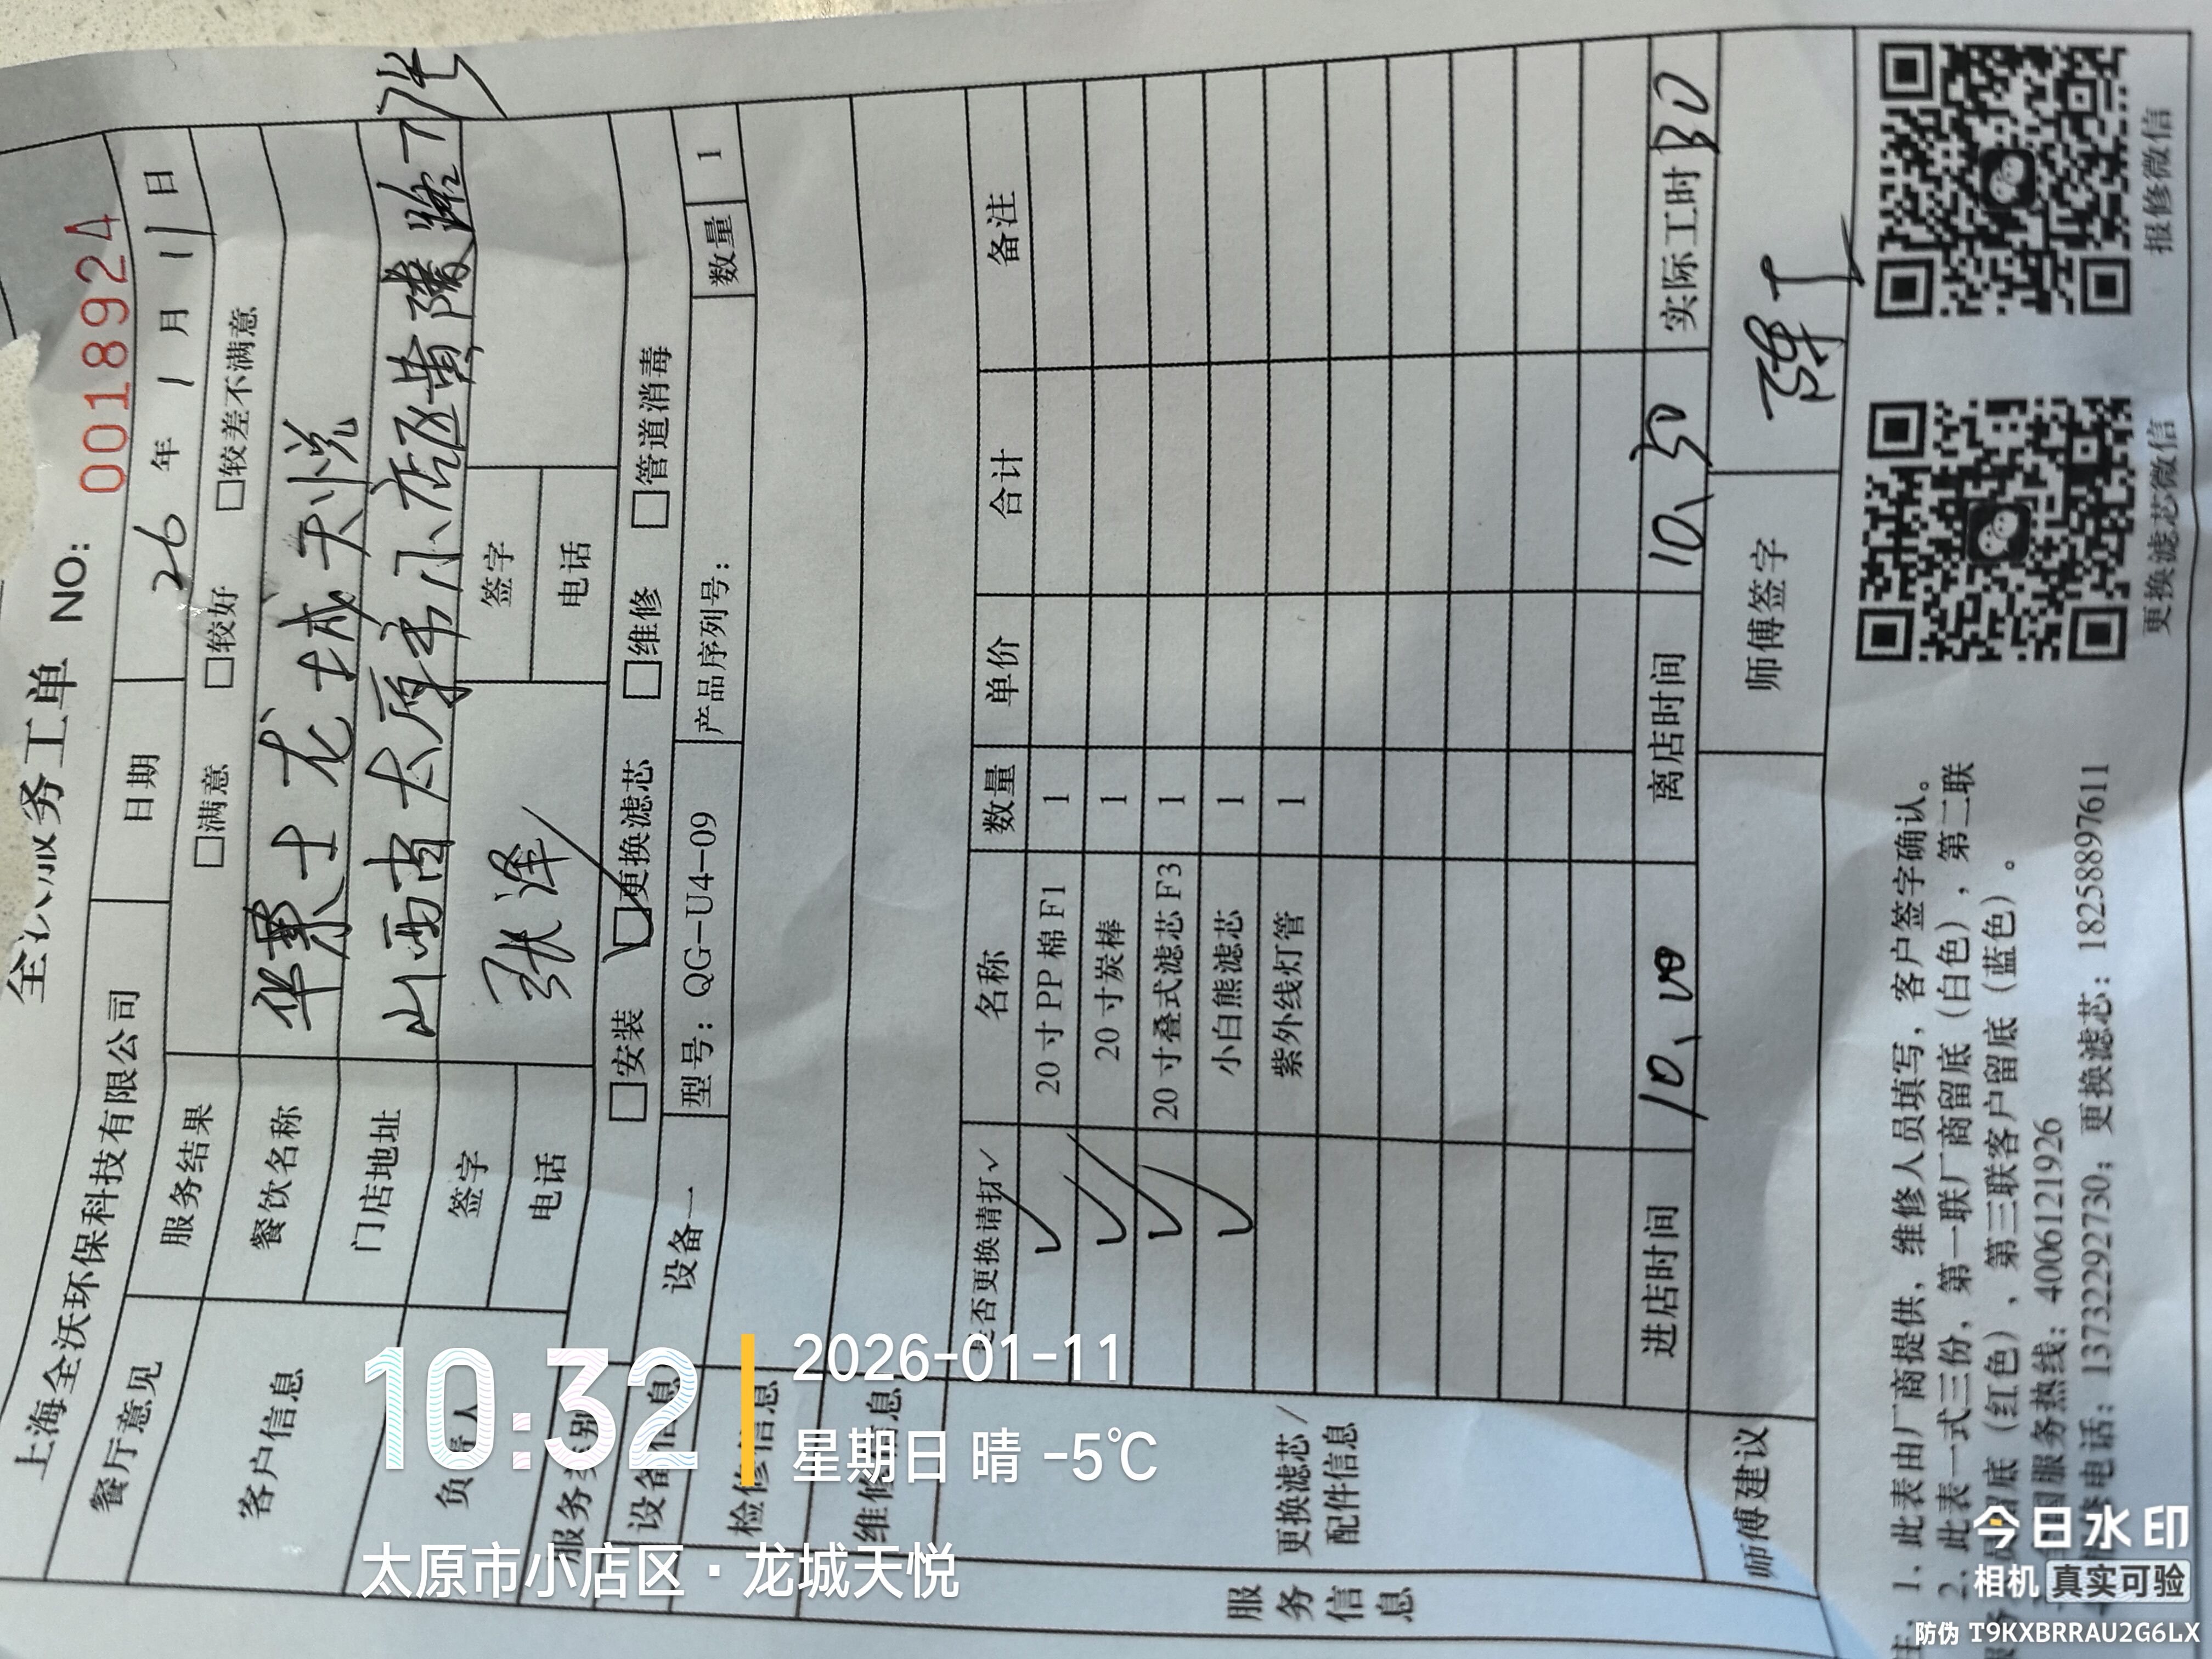 全沃服务工单 NO: 0018924
上海全沃环保科技有限公司 日期 26 年 1 月 11 日
餐厅意见 服务结果 □满意 □较好 □较差不满意
客户信息 餐饮名称 华莱士龙城天悦
门店地址 山西省太原市小店区黄陵路
负责人 签字 张泽 签字
电话 电话
服务类别 □安装 □更换滤芯 □维修 □管道消毒
设备信息 设备一 型号: QG-U4-09 产品序列号: 数量 1
检修信息
维修信息
服务信息
更换滤芯/配件信息
是否更换请打√ 名称 数量 单价 合计 备注
√ 20寸PP棉F1 1
√ 20寸炭棒 1
√ 20寸叠式滤芯F3 1
√ 小白熊滤芯 1
紫外线灯管 1
进店时间 10、00 离店时间 10、30 实际工时 30
师傅建议 师傅签字
1、此表由厂商提供，维修人员填写，客户签字确认。
2、此表一式三份，第一联厂商留底（白色），第二联
留底（红色），第三联客户留底（蓝色）。
国服务热线：4006121926
电话：13732292730；更换滤芯：18258897611
更换滤芯微信
报修微信
10:32
2026-01-11
星期日 晴 -5℃
太原市小店区·龙城天悦
今日水印
相机 真实可验
防伪 T9KXBRRAU2G6LX